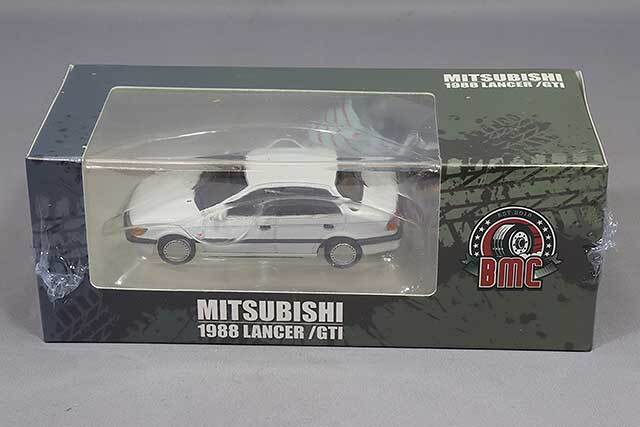 MITSUBISHI
1988 LANCER /GTI
EST.2018
BMC
MITSUBISHI
1988 LANCER /GTI